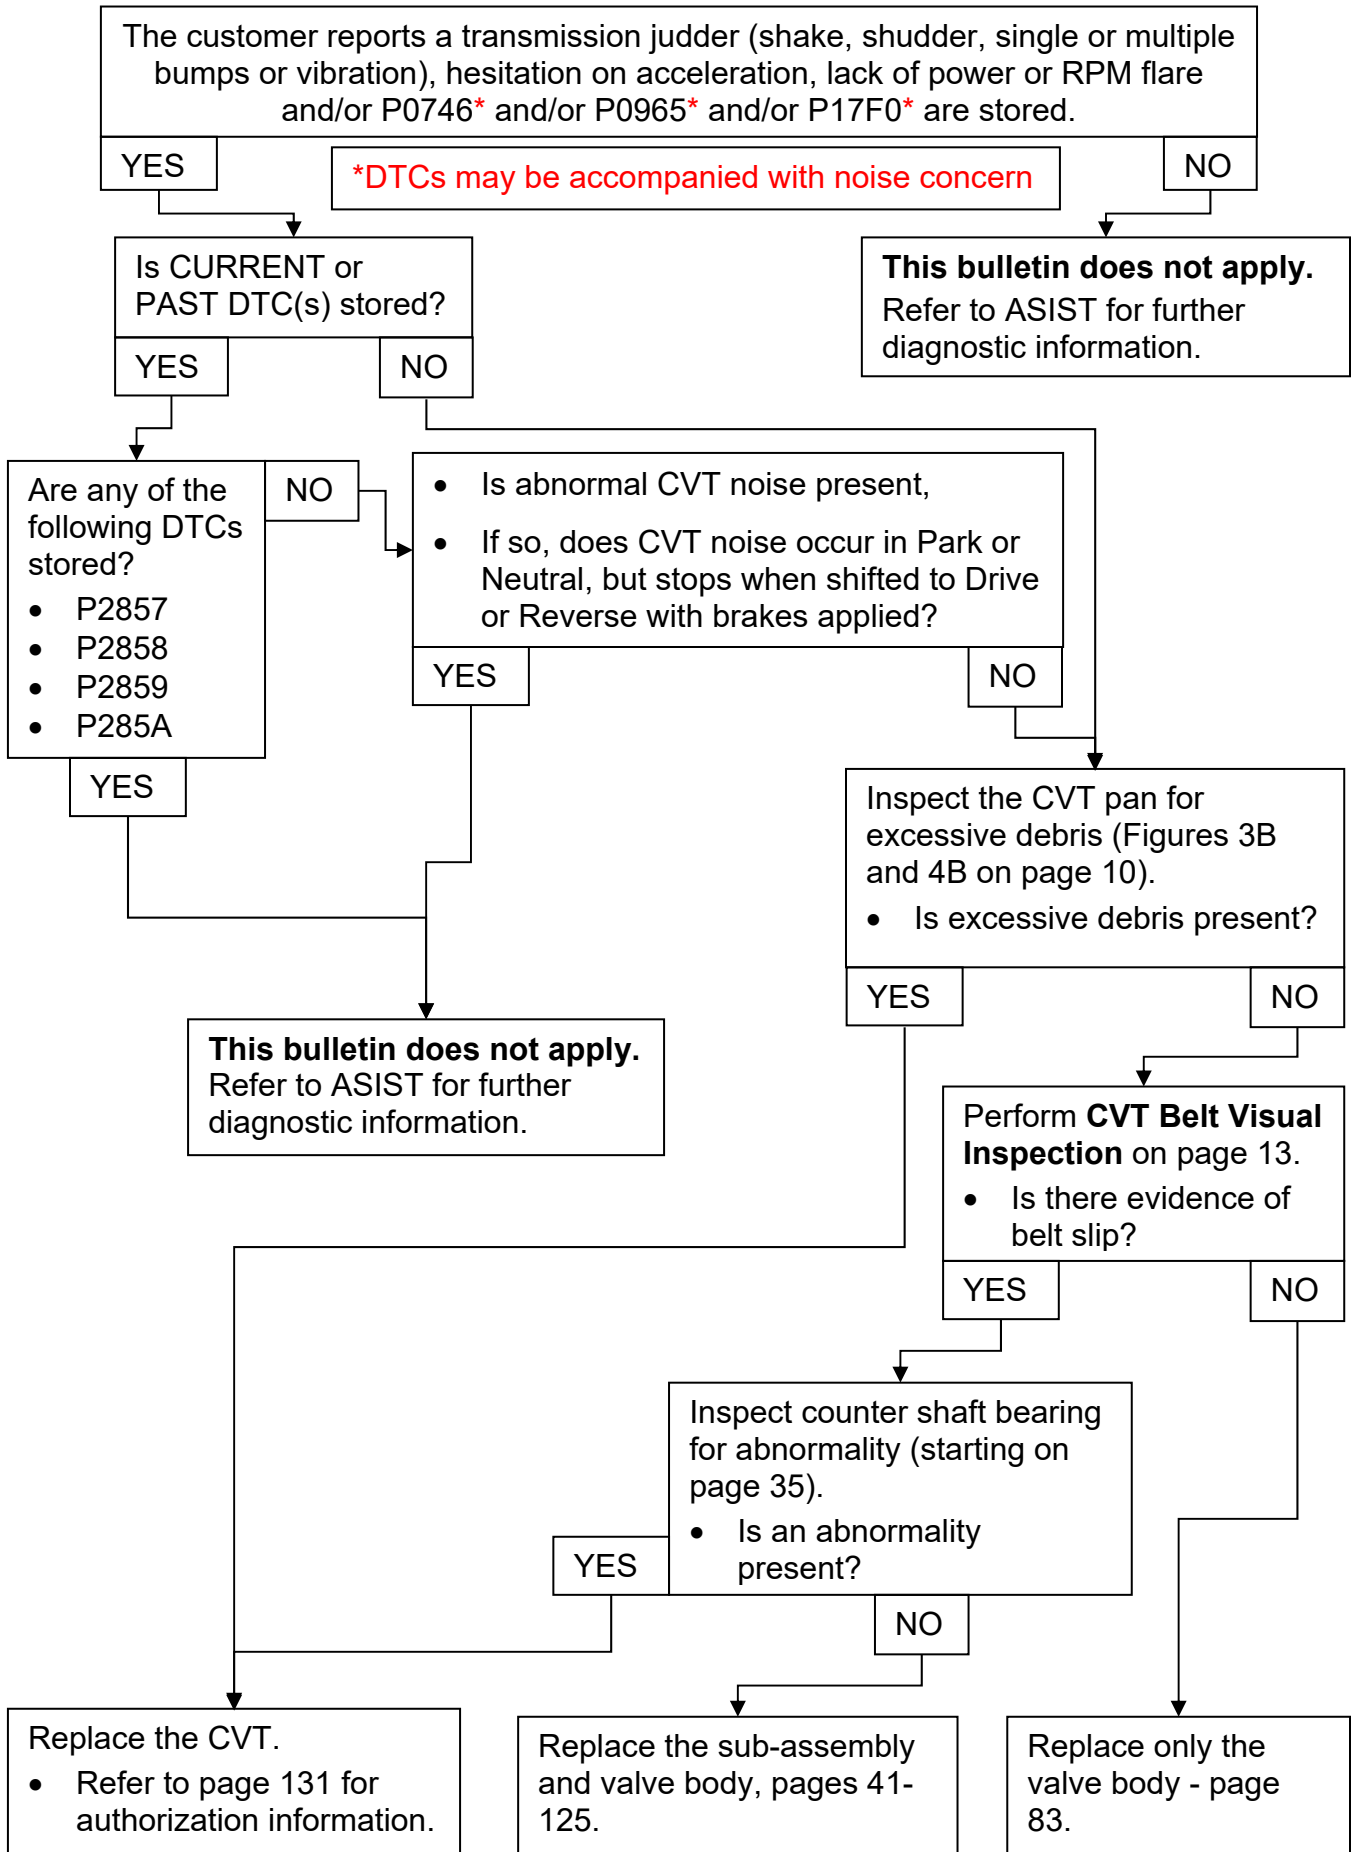 The customer reports a transmission judder (shake, shudder, single or multiple
bumps or vibration), hesitation on acceleration, lack of power or RPM flare
and/or P0746* and/or P0965* and/or P17F0* are stored.
YES
*DTCs may be accompanied with noise concern
NO
Is CURRENT or
PAST DTC(s) stored?
YES
NO
This bulletin does not apply.
Refer to ASIST for further
diagnostic information.
Are any of the
following DTCs
stored?
• P2857
• P2858
• P2859
• P285A
NO
YES
• Is abnormal CVT noise present,
• If so, does CVT noise occur in Park or
Neutral, but stops when shifted to Drive
or Reverse with brakes applied?
YES
NO
Inspect the CVT pan for
excessive debris (Figures 3B
and 4B on page 10).
• Is excessive debris present?
YES
NO
This bulletin does not apply.
Refer to ASIST for further
diagnostic information.
Perform CVT Belt Visual
Inspection on page 13.
• Is there evidence of
belt slip?
YES
NO
Inspect counter shaft bearing
for abnormality (starting on
page 35).
• Is an abnormality
present?
YES
NO
Replace the CVT.
• Refer to page 131 for
authorization information.
Replace the sub-assembly
and valve body, pages 41-
125.
Replace only the
valve body - page
83.